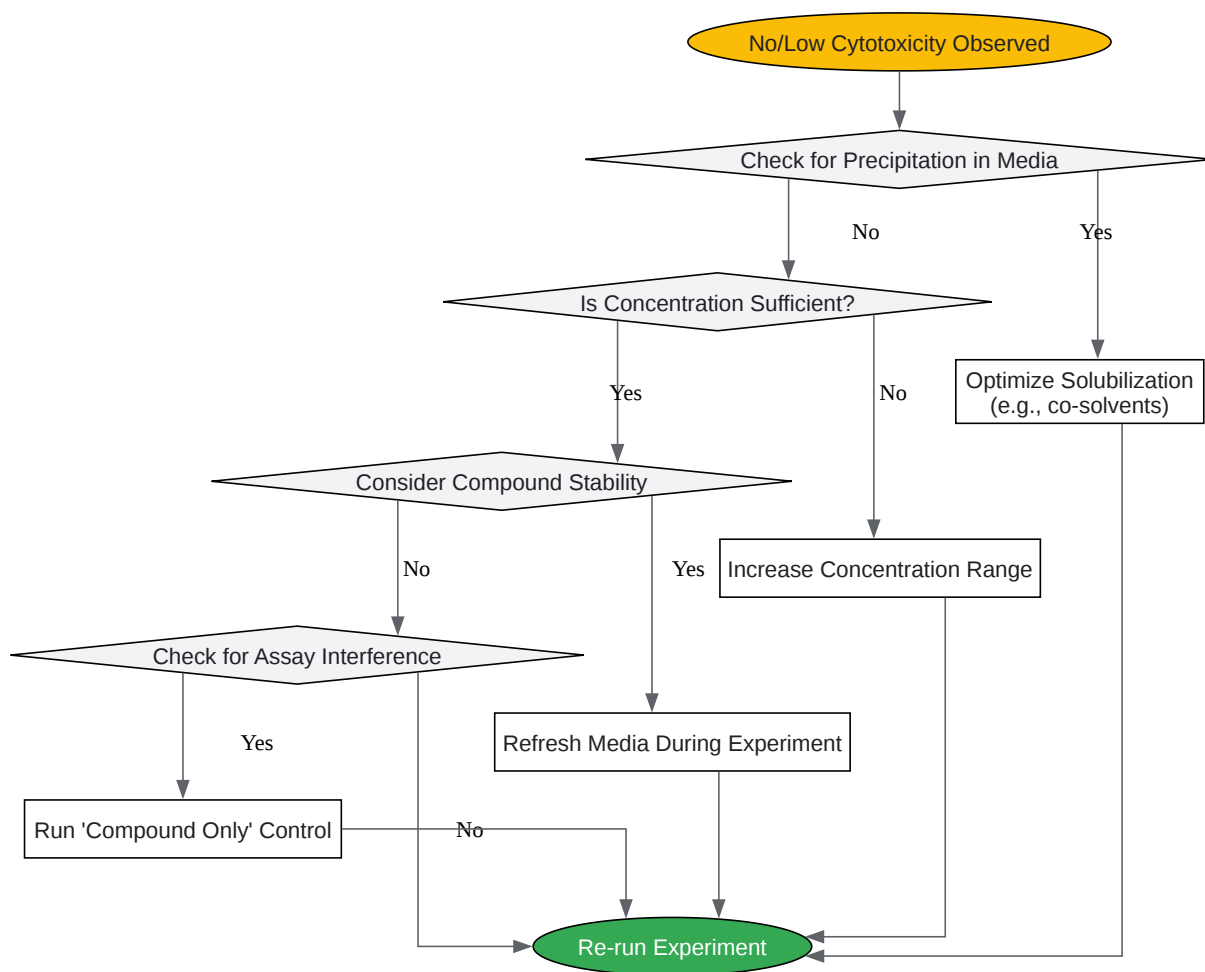 No/Low Cytotoxicity Observed
Check for Precipitation in Media
No
Yes
Is Concentration Sufficient?
Yes
No
Optimize Solubilization
(e.g., co-solvents)
Consider Compound Stability
No
Yes
Increase Concentration Range
Check for Assay Interference
Yes
Refresh Media During Experiment
Run 'Compound Only' Control
No
Re-run Experiment